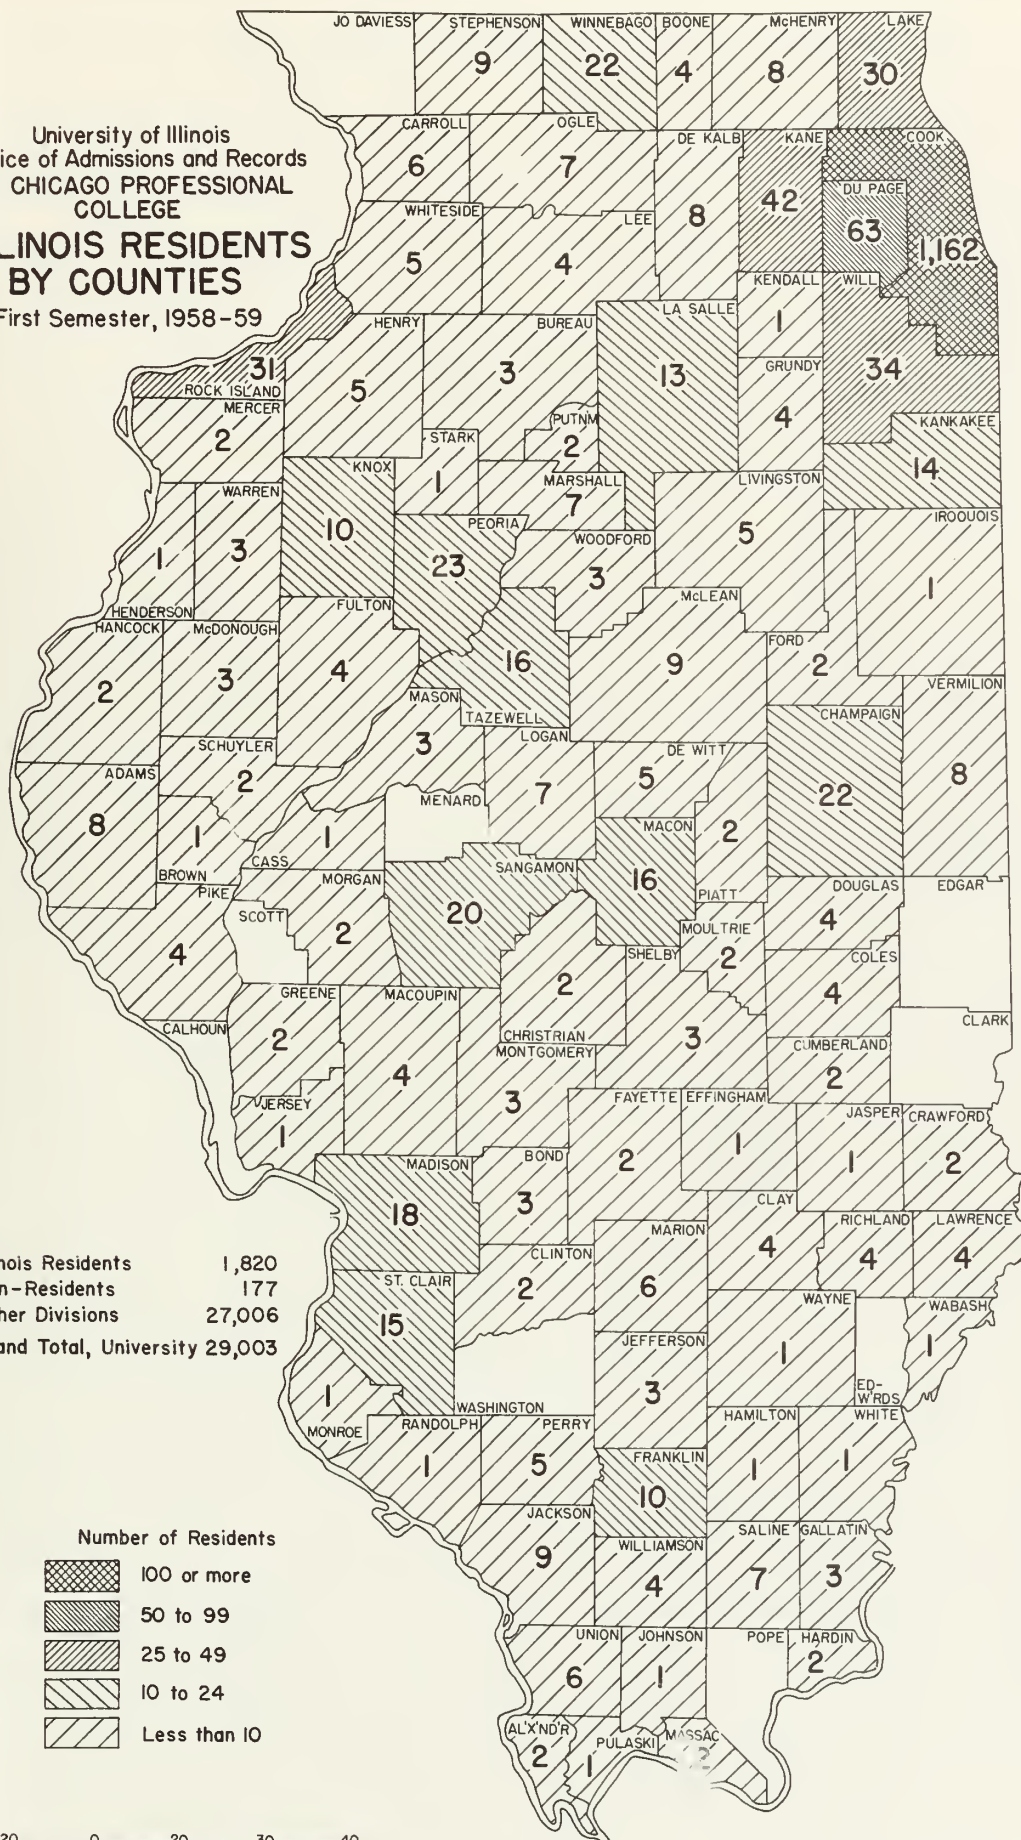 University of Illinois
ice of Admissions and Records
CHICAGO PROFESSIONAL
COLLEGE
LINOIS RESIDENTS
BY COUNTIES
First Semester, 1958-59
JO DAVIESS
STEPHENSON
9
WINNEBAGO
22
BOONE
4
McHENRY
8
LAKE
30
CARROLL
6
OGLE
7
DE KALB
8
KANE
42
COOK
1,162
DU PAGE
63
WHITESIDE
5
LEE
4
KENDALL
1
WILL
34
ROCK ISLAND
31
HENRY
5
BUREAU
3
LA SALLE
13
GRUNDY
4
KANKAKEE
14
MERCER
2
STARK
1
PUTNM
2
MARSHALL
7
LIVINGSTON
5
IROQUOIS
1
HENDERSON
1
WARREN
3
KNOX
10
PEORIA
23
WOODFORD
3
HANCOCK
2
McDONOUGH
3
FULTON
4
TAZEWELL
16
McLEAN
9
FORD
2
VERMILION
8
MASON
3
LOGAN
7
DE WITT
5
CHAMPAIGN
22
ADAMS
8
SCHUYLER
2
BROWN
1
CASS
1
MENARD
MACON
16
PIATT
2
PIKE
4
SCOTT
MORGAN
2
SANGAMON
20
MOULTRIE
2
DOUGLAS
4
EDGAR
CALHOUN
GREENE
2
MACOUPIN
4
CHRISTRIAN
2
SHELBY
3
COLES
4
CLARK
MONTGOMERY
3
CUMBERLAND
2
JERSEY
1
FAYETTE
2
EFFINGHAM
1
JASPER
1
CRAWFORD
2
MADISON
18
BOND
3
CLAY
4
RICHLAND
4
LAWRENCE
4
ST. CLAIR
15
CLINTON
2
MARION
6
WAYNE
1
WABASH
1
nois Residents 1,820
n-Residents 177
her Divisions 27,006
and Total, University 29,003
MONROE
1
WASHINGTON
JEFFERSON
3
ED-
W'RDS
RANDOLPH
1
PERRY
5
FRANKLIN
10
HAMILTON
1
WHITE
1
JACKSON
9
WILLIAMSON
4
SALINE
7
GALLATIN
3
UNION
6
JOHNSON
1
POPE
HARDIN
2
AL'X'ND'R
2
PULASKI
1
MASSAC
2
Number of Residents
100 or more
50 to 99
25 to 49
10 to 24
Less than 10
20 0 20 30 40